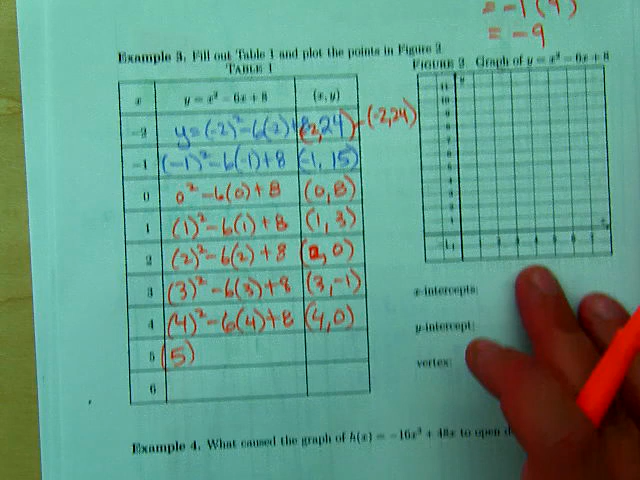 = -1(9)
= -9
Example 3. Fill out Table 1 and plot the points in Figure 2
TABLE 1
FIGURE 2 Graph of y = x² - 6x + 8
x y = x² - 6x + 8 (x, y)
-2 y = (-2)² - 6(2)+8 (2, 24) - (-2,24)
-1 (-1)² - 6(-1) + 8 (-1, 15)
0 0² - 6(0) + 8 (0, 8)
1 (1)² - 6(1) + 8 (1, 3)
2 (2)² - 6(2) + 8 (2, 0)
3 (3)² - 6(3) + 8 (3, -1)
4 (4)² - 6(4) + 8 (4, 0)
5 (5)
6
x-intercepts:
y-intercept:
vertex:
Example 4. What caused the graph of h(x) = -16x² + 48x to open